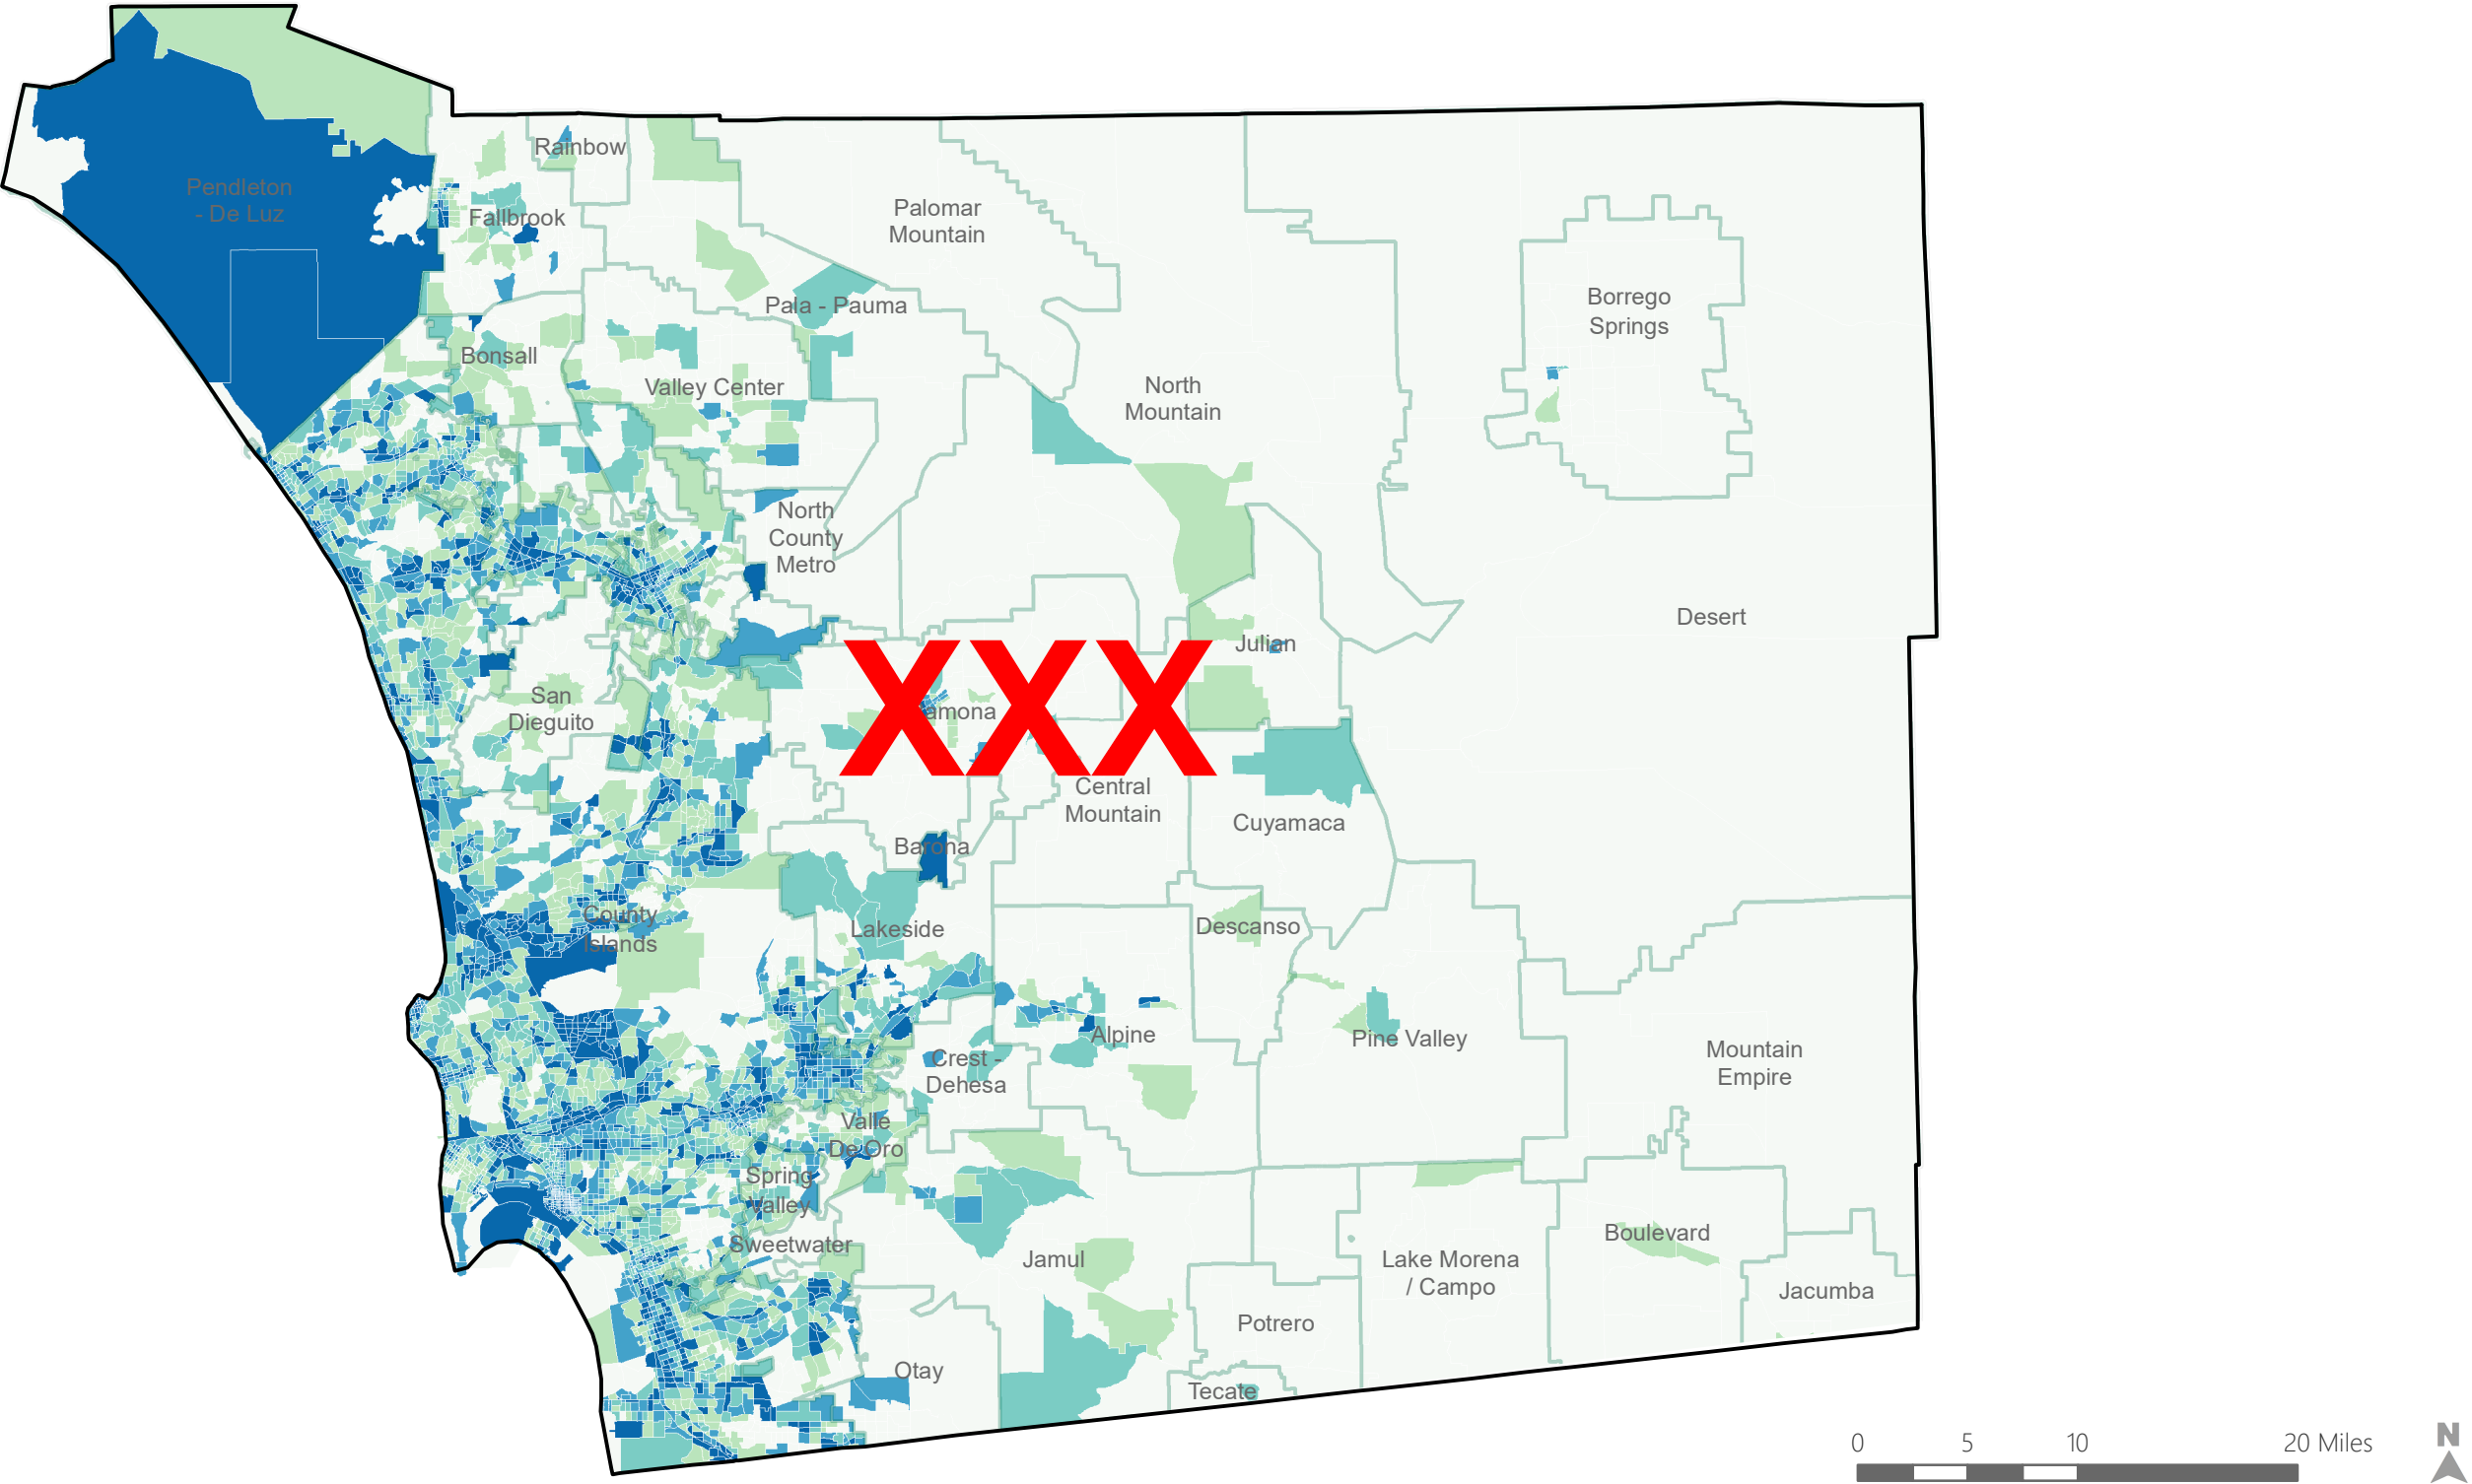 Rainbow
Pendleton
- De Luz
Fallbrook
Palomar
Mountain
Pala - Pauma
Borrego
Springs
Bonsall
Valley Center
North
Mountain
North
County
Metro
Desert
Julian
XXX
San
Dieguito
amona
Central
Mountain
Cuyamaca
Barona
County
Islands
Lakeside
Descanso
Alpine
Pine Valley
Crest -
Dehesa
Mountain
Empire
Valle
De Oro
Spring
Valley
Sweetwater
Jamul
Lake Morena
/ Campo
Boulevard
Jacumba
Potrero
Otay
Tecate
0 5 10 20 Miles
N